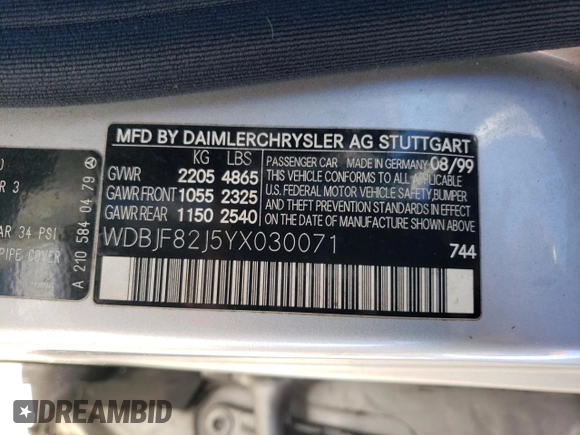 MFD BY DAIMLERCHRYSLER AG STUTTGART
KG LBS
GVWR 2205 4865
GAWR FRONT 1055 2325
GAWR REAR 1150 2540
PASSENGER CAR MADE IN GERMANY 08/99
THIS VEHICLE CONFORMS TO ALL APPLICABLE
U.S. FEDERAL MOTOR VEHICLE SAFETY, BUMPER
AND THEFT PREVENTION STANDARDS IN EFFECT
ON THE DATE OF MANUFACTURE SHOWN ABOVE
WDBJF82J5YX030071
744
A 210 584 04 79
J
R 3
AR 34 PSI
PIPE COVER
DREAMBID